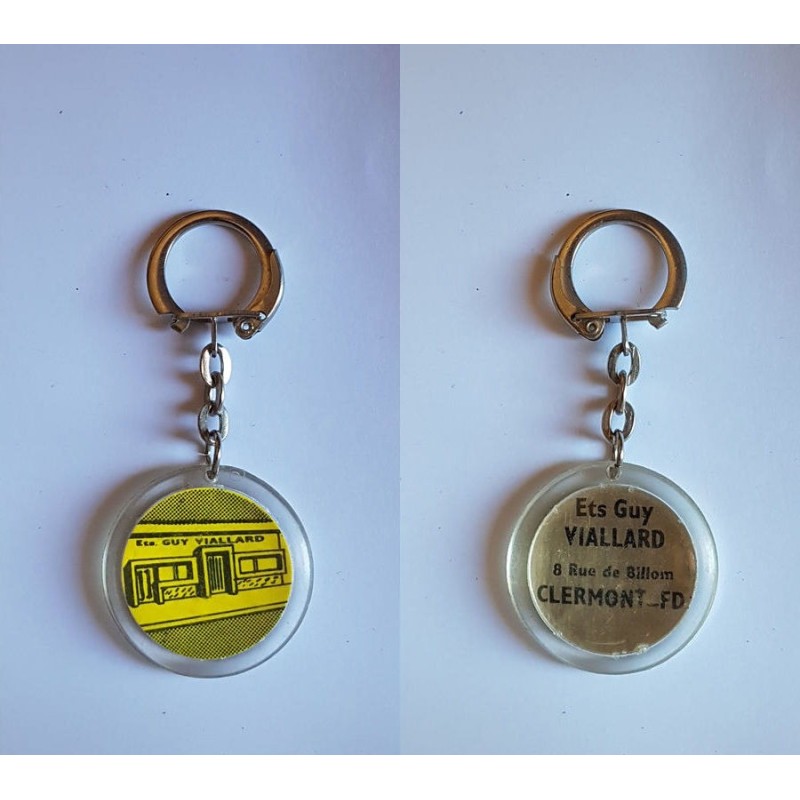 Ets. GUY VIALLARD
Ets Guy
VIALLARD
8 Rue de Billom
CLERMONT-FD